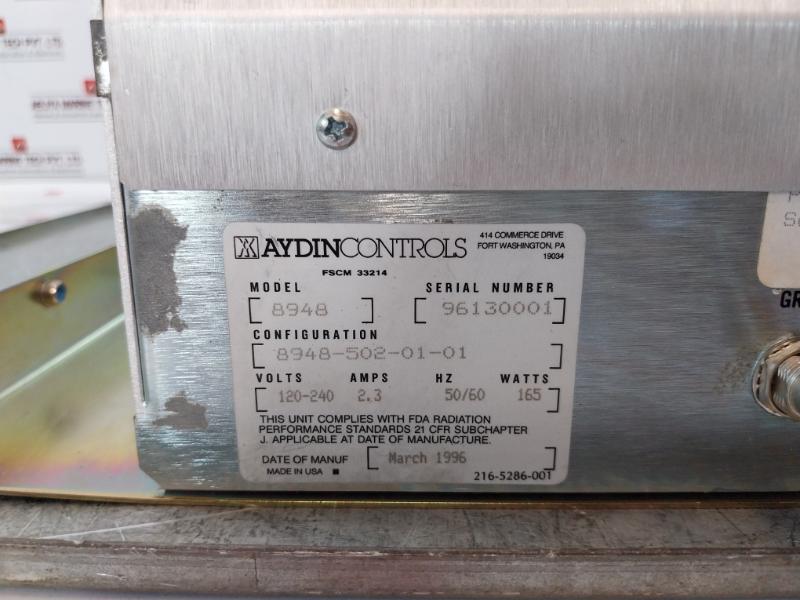 AYDINCONTROLS
414 COMMERCE DRIVE
FORT WASHINGTON, PA
19034
FSCM 33214
MODEL SERIAL NUMBER
8948 96130001
CONFIGURATION
8948-502-01-01
VOLTS AMPS HZ WATTS
120-240 2.3 50/60 165
THIS UNIT COMPLIES WITH FDA RADIATION
PERFORMANCE STANDARDS 21 CFR SUBCHAPTER
J. APPLICABLE AT DATE OF MANUFACTURE.
DATE OF MANUF March 1996
MADE IN USA 216-5286-001
GR